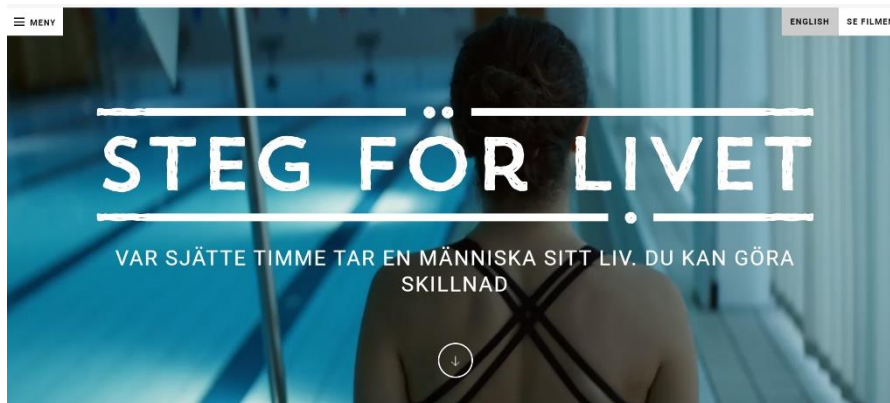 MENY
ENGLISH SE FILMEN
STEG FÖR LIVET
VAR SJÄTTE TIMME TAR EN MÄNNISKA SITT LIV. DU KAN GÖRA
SKILLNAD